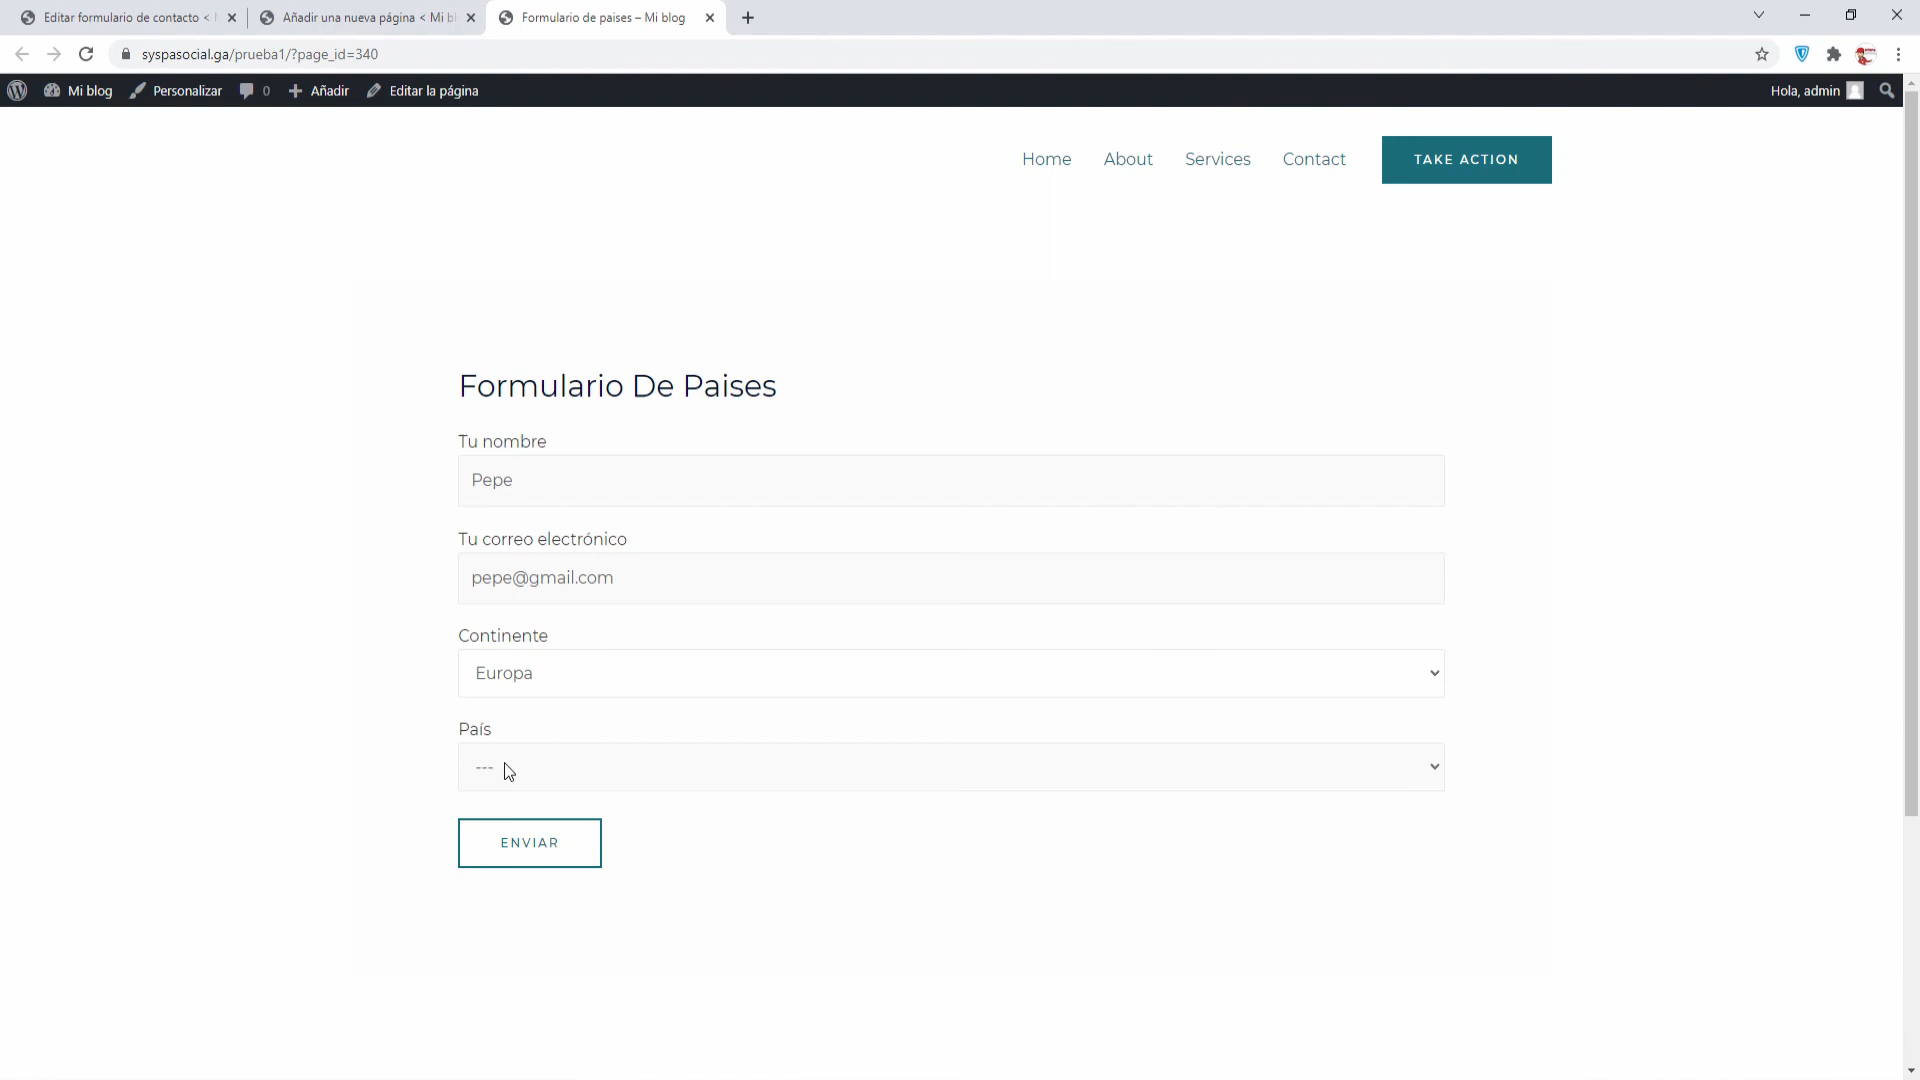 Editar formulario de contacto <
Añadir una nueva página < Mi bl
Formulario de paises – Mi blog
syspasocial.ga/prueba1/?page_id=340
Mi blog
Personalizar
0
Añadir
Editar la página
Hola, admin
Home
About
Services
Contact
TAKE ACTION
Formulario De Paises
Tu nombre
Pepe
Tu correo electrónico
pepe@gmail.com
Continente
Europa
País
---
ENVIAR